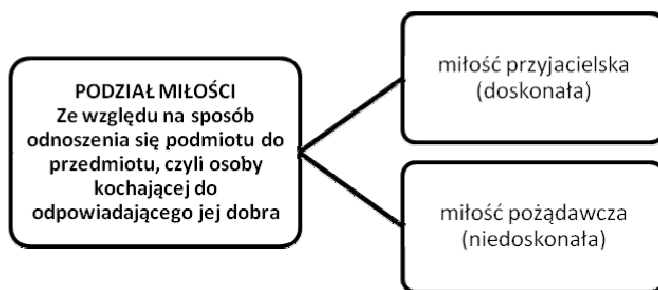 PODZIAŁ MIŁOŚCI
Ze względu na sposób
odnoszenia się podmiotu do
przedmiotu, czyli osoby
kochającej do
odpowiadającego jej dobra
miłość przyjacielska
(doskonała)
miłość pożądawcza
(niedoskonała)